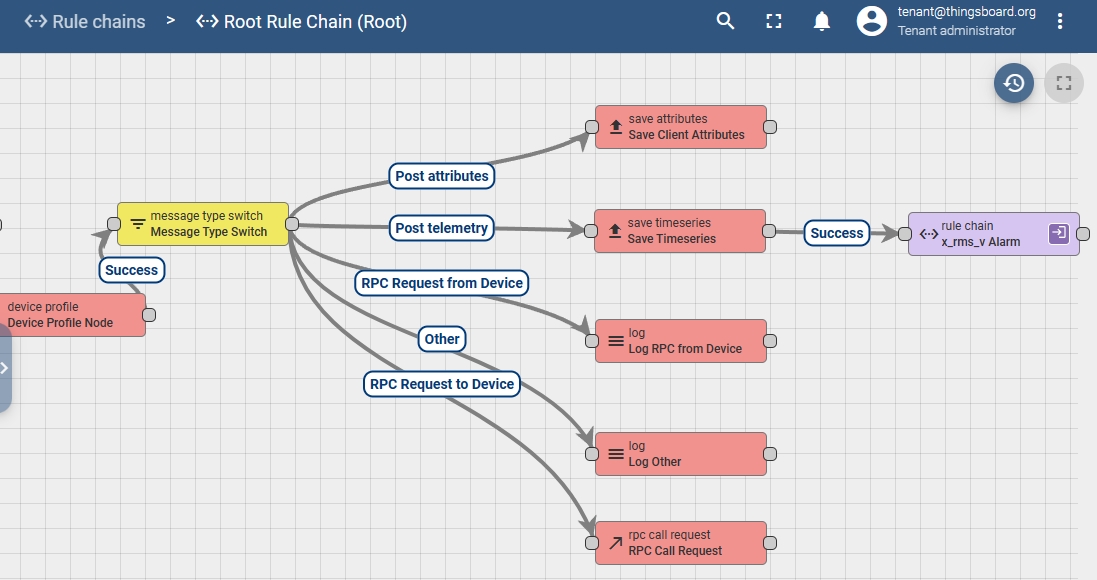 Rule chains > Root Rule Chain (Root)
tenant@thingsboard.org
Tenant administrator
save attributes
Save Client Attributes
Post attributes
message type switch
Message Type Switch
Post telemetry
save timeseries
Save Timeseries
Success
rule chain
x_rms_v Alarm
Success
RPC Request from Device
device profile
Device Profile Node
log
Log RPC from Device
Other
RPC Request to Device
log
Log Other
rpc call request
RPC Call Request